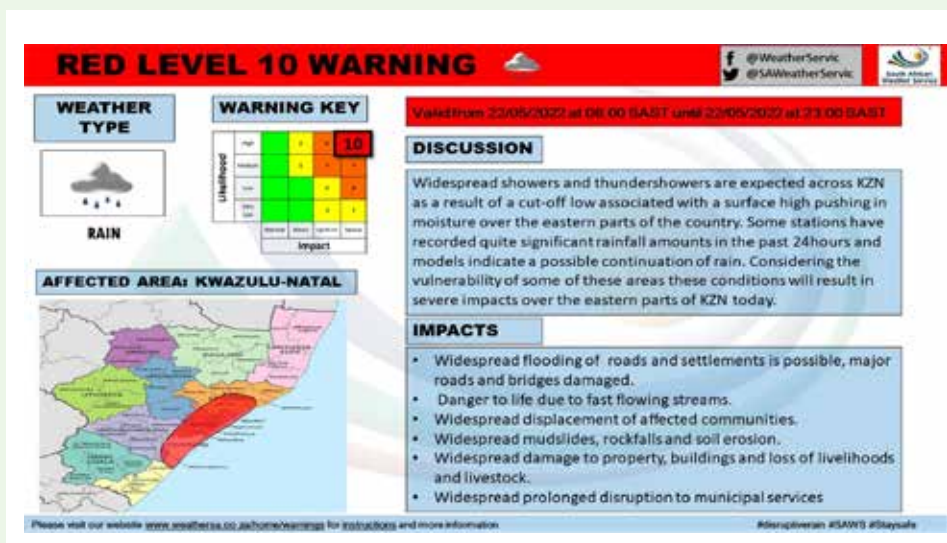 RED LEVEL 10 WARNING
@WeatherServic
@SAWeatherServic
South African
Weather Service
WEATHER
TYPE
RAIN
WARNING KEY
Likelihood
High
Medium
Low
10
Impact
AFFECTED AREA: KWAZULU-NATAL
Valid from 22/05/2022 at 06:00 SAST until 22/05/2022 at 23:00 SAST
DISCUSSION
Widespread showers and thundershowers are expected across KZN
as a result of a cut-off low associated with a surface high pushing in
moisture over the eastern parts of the country. Some stations have
recorded quite significant rainfall amounts in the past 24hours and
models indicate a possible continuation of rain. Considering the
vulnerability of some of these areas these conditions will result in
severe impacts over the eastern parts of KZN today.
IMPACTS
• Widespread flooding of roads and settlements is possible, major
roads and bridges damaged.
• Danger to life due to fast flowing streams.
• Widespread displacement of affected communities.
• Widespread mudslides, rockfalls and soil erosion.
• Widespread damage to property, buildings and loss of livelihoods
and livestock.
• Widespread prolonged disruption to municipal services
Please visit our website www.weathersa.co.za/home/warnings for instructions and more information
#disruptiverain #SAWS #Staysafe